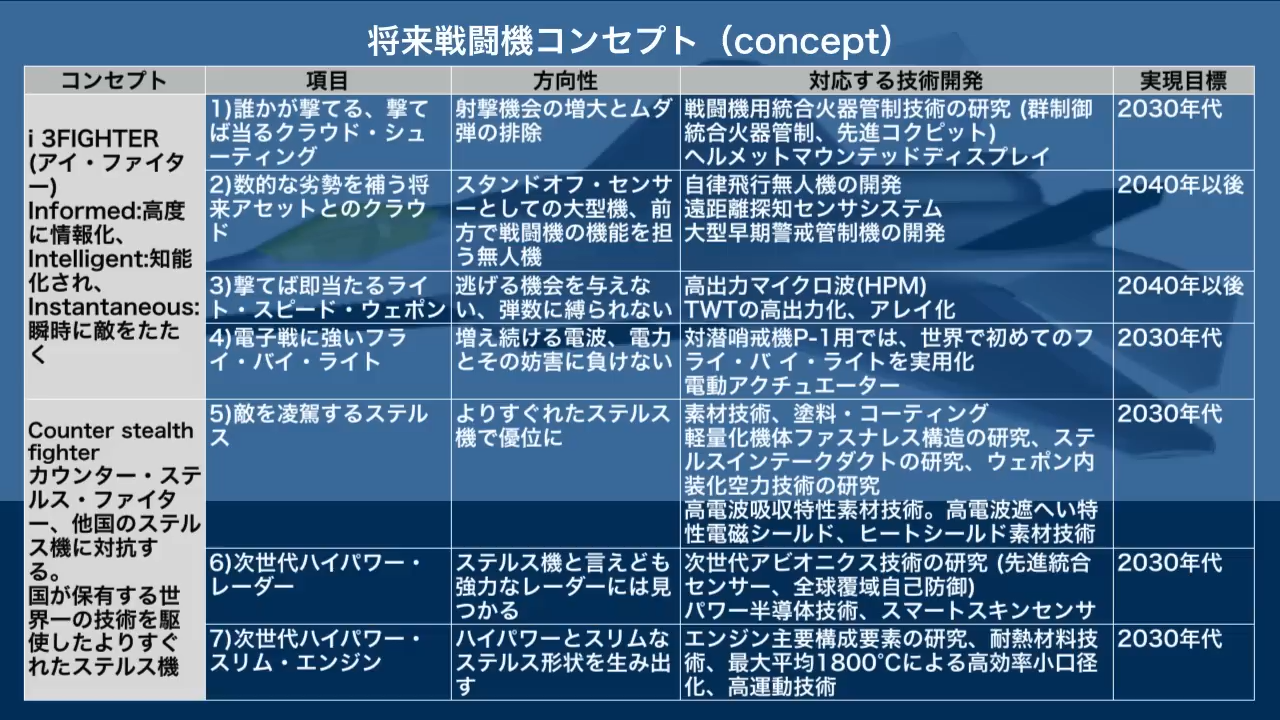 将来戦闘機コンセプト（concept）
コンセプト
項目
方向性
対応する技術開発
実現目標
i 3FIGHTER
(アイ・ファイタ
ー)
Informed:高度
に情報化、
Intelligent:知能
化され、
Instantaneous:
瞬時に敵をたた
く
1)誰かが撃てる、撃て
ば当るクラウド・シュ
ーティング
射撃機会の増大とムダ
弾の排除
戦闘機用統合火器管制技術の研究 (群制御
統合火器管制、先進コクピット)
ヘルメットマウンテッドディスプレイ
2030年代
2)数的な劣勢を補う将
来アセットとのクラウ
ド
スタンドオフ・センサ
ーとしての大型機、前
方で戦闘機の機能を担
う無人機
自律飛行無人機の開発
遠距離探知センサシステム
大型早期警戒管制機の開発
2040年以後
3)撃てば即当たるライ
ト・スピード・ウェポン
逃げる機会を与えな
い、弾数に縛られない
高出力マイクロ波(HPM)
TWTの高出力化、アレイ化
2040年以後
4)電子戦に強いフラ
イ・バイ・ライト
増え続ける電波、電力
とその妨害に負けない
対潜哨戒機P-1用では、世界で初めてのフ
ライ・バ イ・ライトを実用化
電動アクチュエーター
2030年代
Counter stealth
fighter
カウンター・ステ
ルス・ファイタ
ー、他国のステル
ス機に対抗す
る。
国が保有する世
界一の技術を駆
使したよりすぐ
れたステルス機
5)敵を凌駕するステル
ス
よりすぐれたステルス
機で優位に
素材技術、塗料・コーティング
軽量化機体ファスナレス構造の研究、ステ
ルスインテークダクトの研究、ウェポン内
装化空力技術の研究
高電波吸収特性素材技術。高電波遮へい特
性電磁シールド、ヒートシールド素材技術
2030年代
6)次世代ハイパワー・
レーダー
ステルス機と言えども
強力なレーダーには見
つかる
次世代アビオニクス技術の研究 (先進統合
センサー、全球覆域自己防御)
パワー半導体技術、スマートスキンセンサ
2030年代
7)次世代ハイパワー・
スリム・エンジン
ハイパワーとスリムな
ステルス形状を生み出
す
エンジン主要構成要素の研究、耐熱材料技
術、最大平均1800℃による高効率小口径
化、高運動技術
2030年代